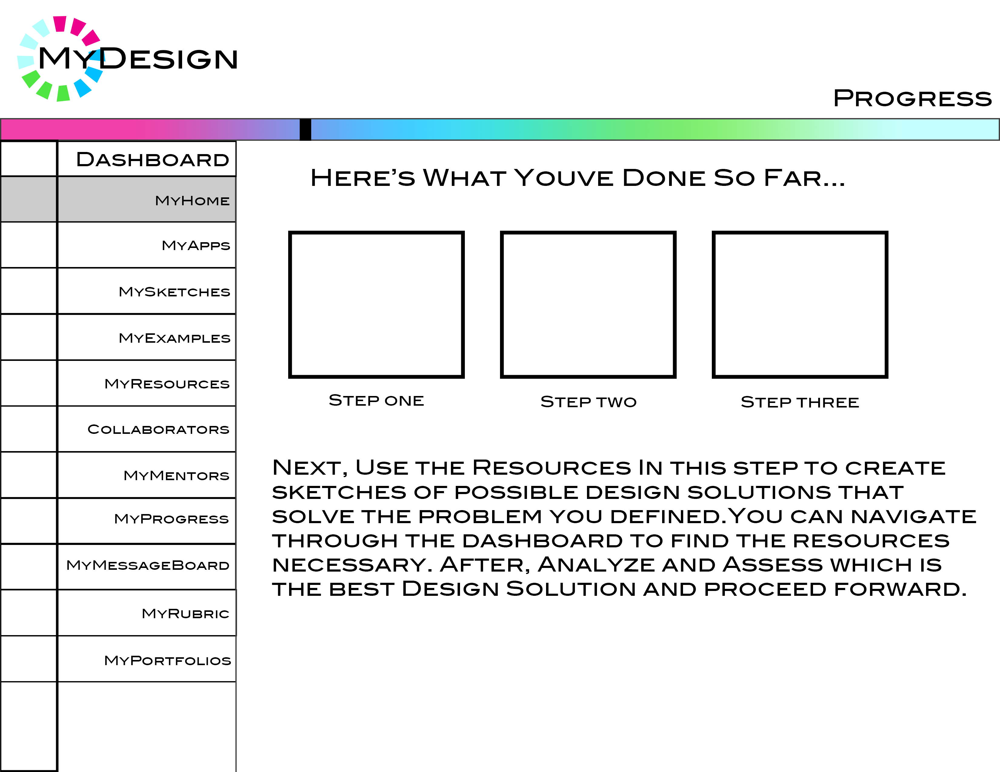 MyDesign
Progress
Dashboard
MyHome
MyApps
MySketches
MyExamples
MyResources
Collaborators
MyMentors
MyProgress
MyMessageBoard
MyRubric
MyPortfolios
Here's What Youve Done So Far...
Step one
Step two
Step three
Next, Use the Resources In this step to create
sketches of possible design solutions that
solve the problem you defined.You can navigate
through the dashboard to find the resources
necessary. After, Analyze and Assess which is
the best Design Solution and proceed forward.